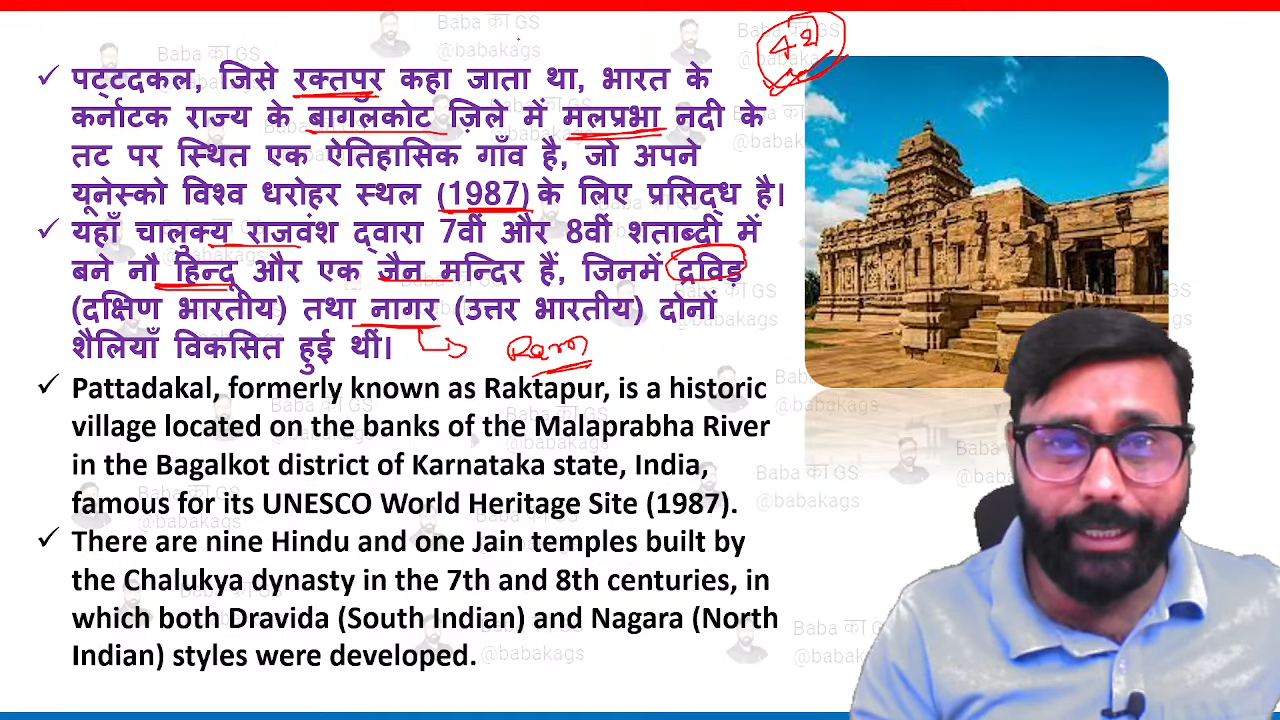 Baba का GS
@babakags
42
✓ पट्टदकल, जिसे रक्तपुर कहा जाता था, भारत के
कर्नाटक राज्य के बागलकोट ज़िले में मलप्रभा नदी के
तट पर स्थित एक ऐतिहासिक गाँव है, जो अपने
यूनेस्को विश्व धरोहर स्थल (1987) के लिए प्रसिद्ध है।
✓ यहाँ चालुक्य राजवंश द्वारा 7वीं और 8वीं शताब्दी में
बने नौ हिन्दू और एक जैन मन्दिर हैं, जिनमें द्रविड़
(दक्षिण भारतीय) तथा नागर (उत्तर भारतीय) दोनों
शैलियाँ विकसित हुई थीं।
✓ Pattadakal, formerly known as Raktapur, is a historic
village located on the banks of the Malaprabha River
in the Bagalkot district of Karnataka state, India,
famous for its UNESCO World Heritage Site (1987).
✓ There are nine Hindu and one Jain temples built by
the Chalukya dynasty in the 7th and 8th centuries, in
which both Dravida (South Indian) and Nagara (North
Indian) styles were developed.